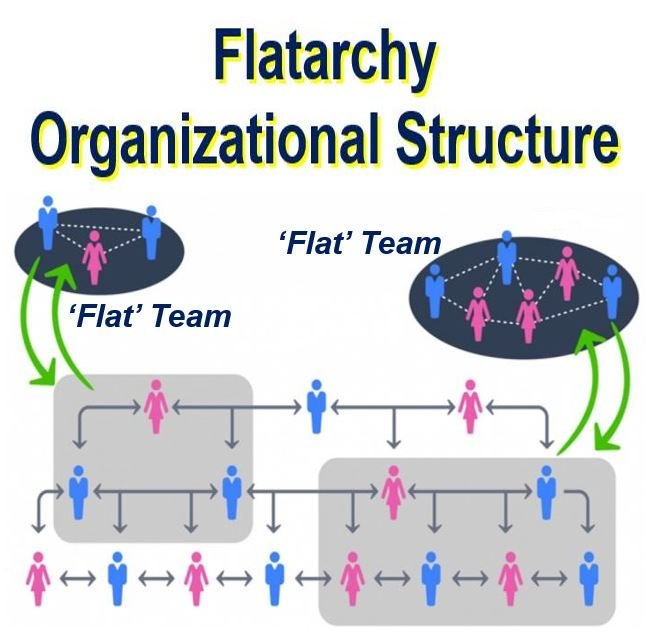 Flatarchy
Organizational Structure
‘Flat’ Team
‘Flat’ Team